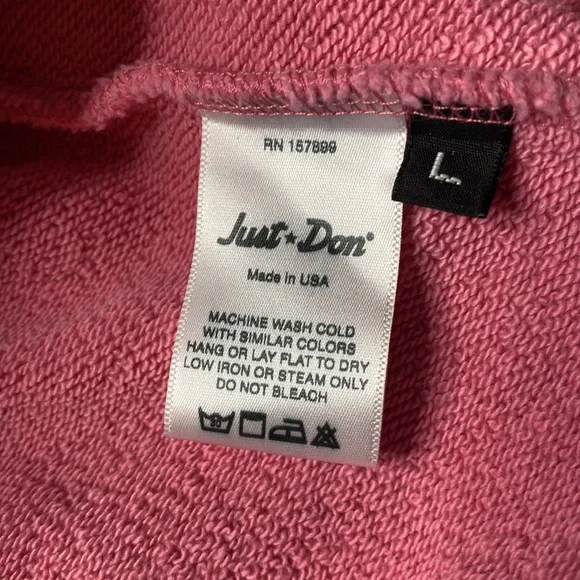 RN 157899
L
Just★Don®
Made in USA
MACHINE WASH COLD
WITH SIMILAR COLORS
HANG OR LAY FLAT TO DRY
LOW IRON OR STEAM ONLY
DO NOT BLEACH
30